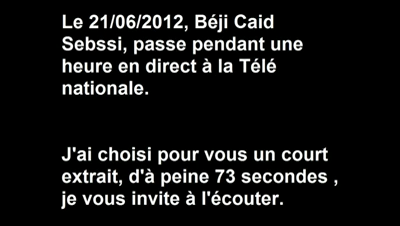 Le 21/06/2012, Béji Caid
Sebssi, passe pendant une
heure en direct à la Télé
nationale.
J'ai choisi pour vous un court
extrait, d'à peine 73 secondes ,
je vous invite à l'écouter.